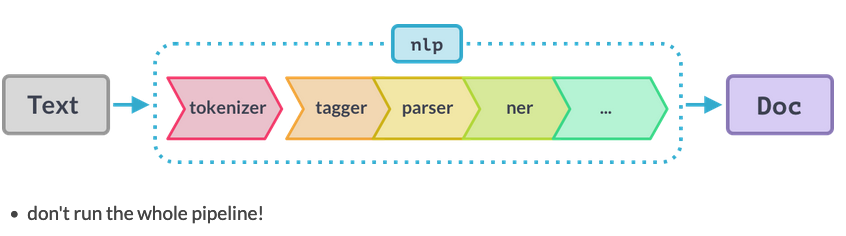 nlp
Text
tokenizer
tagger
parser
ner
...
Doc
• don't run the whole pipeline!